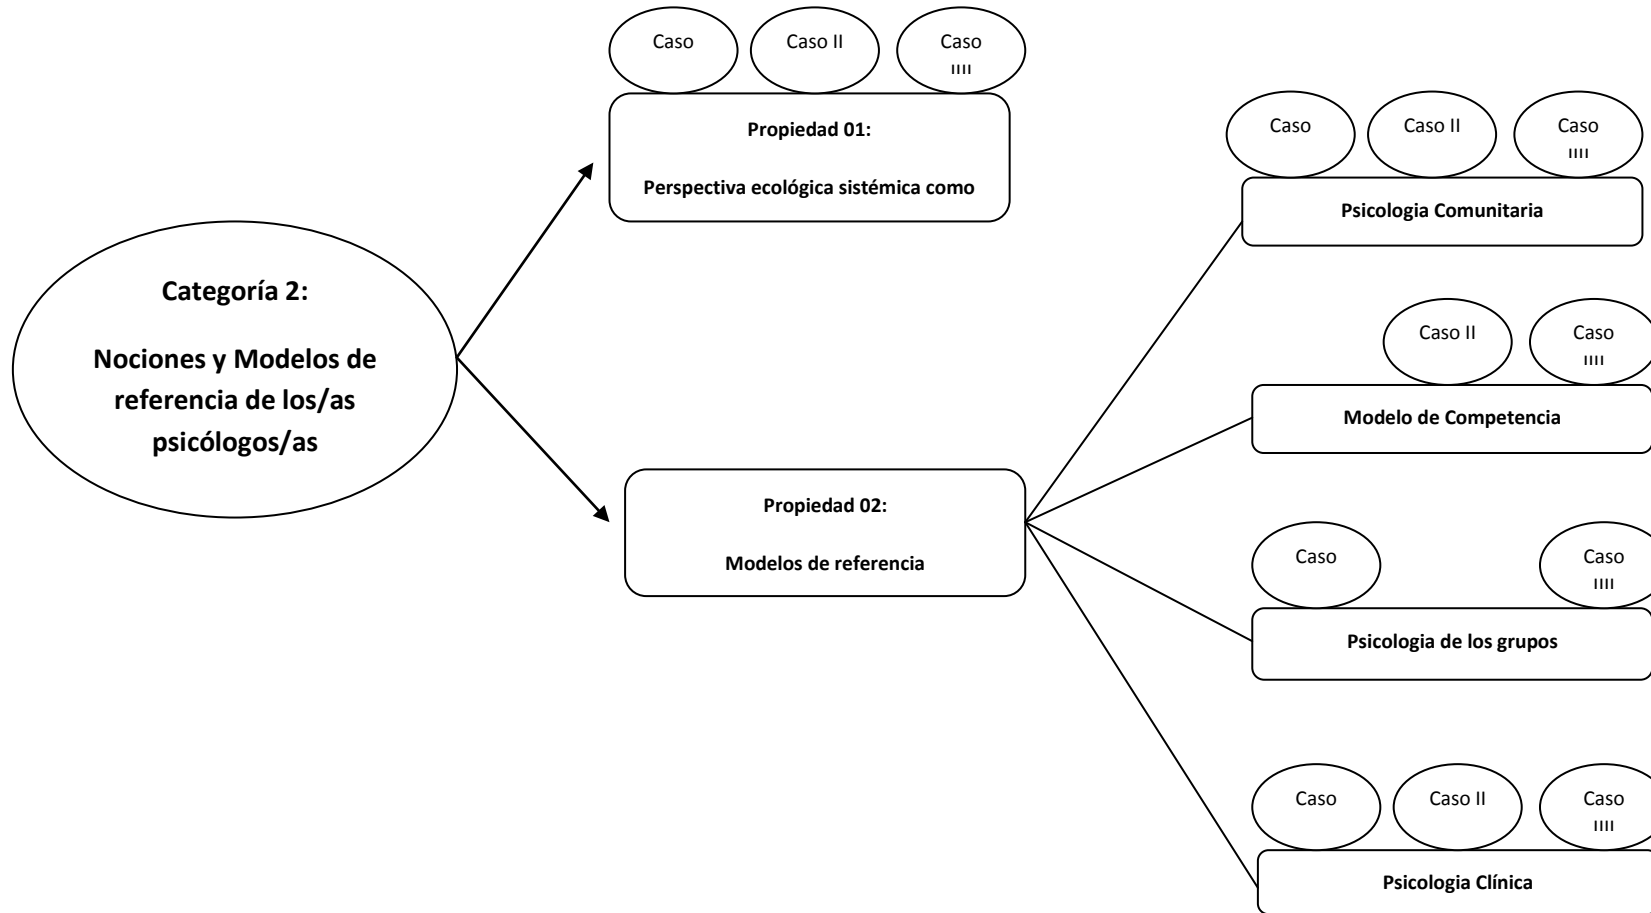 Caso
Caso II
Caso
IIII
Propiedad 01:
Perspectiva ecológica sistémica como
Categoría 2:
Nociones y Modelos de
referencia de los/as
psicólogos/as
Propiedad 02:
Modelos de referencia
Caso
Caso II
Caso
IIII
Psicologia Comunitaria
Caso II
Caso
IIII
Modelo de Competencia
Caso
Caso
IIII
Psicologia de los grupos
Caso
Caso II
Caso
IIII
Psicologia Clínica